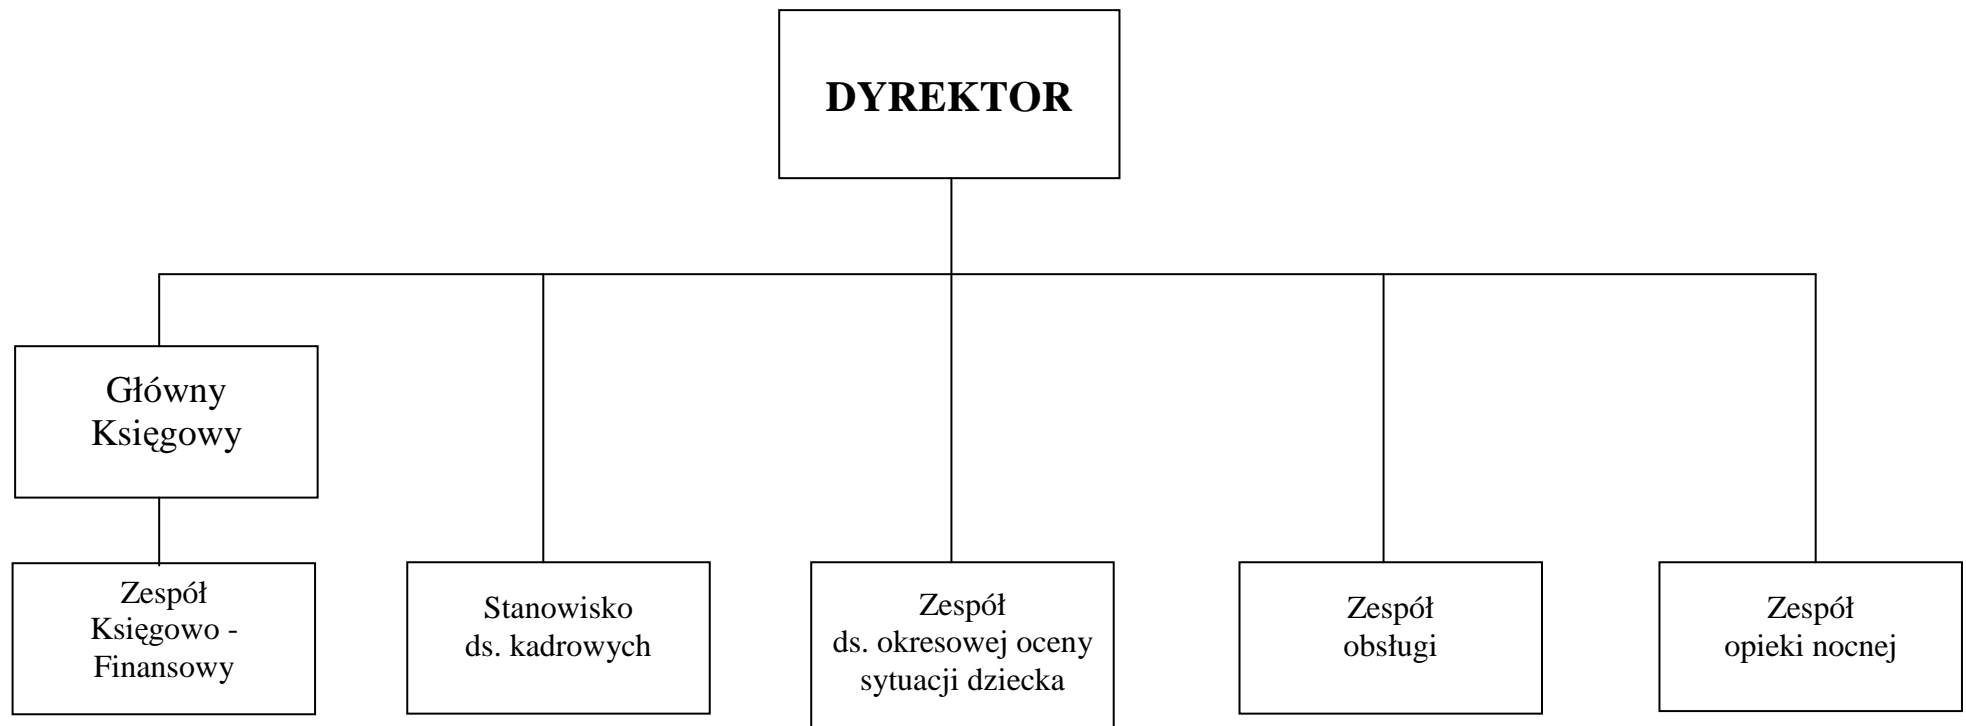 DYREKTOR
Główny
Księgowy
Zespół
Księgowo -
Finansowy
Stanowisko
ds. kadrowych
Zespół
ds. okresowej oceny
sytuacji dziecka
Zespół
obsługi
Zespół
opieki nocnej